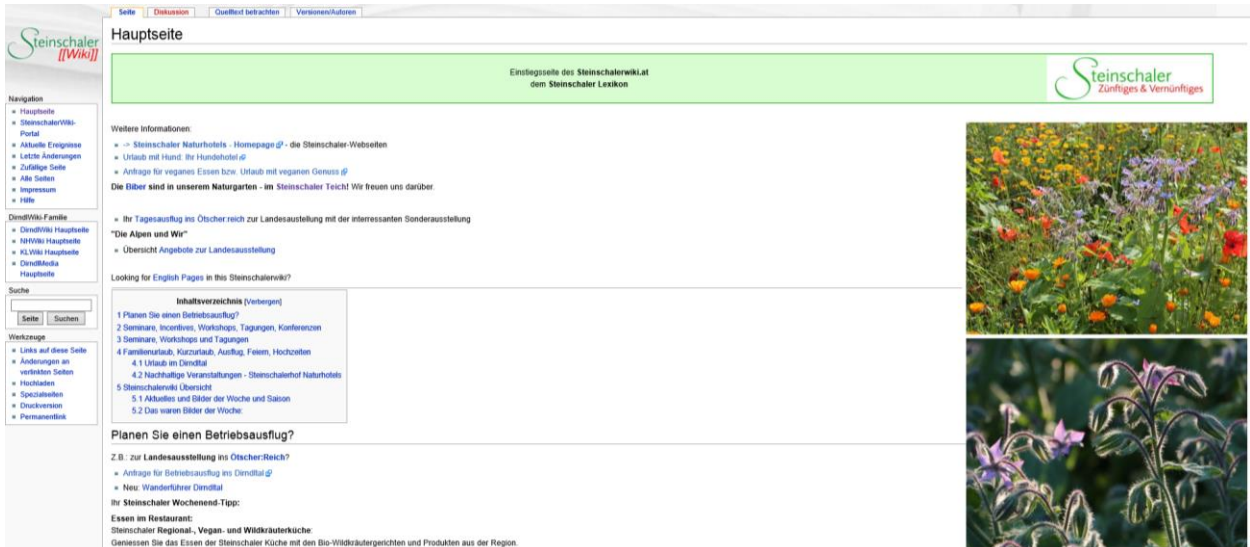 Seite Diskussion Quelltext betrachten Versionen/Autoren
Steinschaler
[[Wiki]]
Hauptseite
Einstiegsseite des Steinschalerwiki.at
dem Steinschaler Lexikon
Steinschaler
Zünftiges & Vernünftiges
Navigation
Hauptseite
SteinschalerWiki-
Portal
Aktuelle Ereignisse
Letzte Änderungen
Zufällige Seite
Alle Seiten
Impressum
Hilfe
DirndlWiki-Familie
DirndlWiki Hauptseite
NHWiki Hauptseite
KLWiki Hauptseite
DirndlMedia
Hauptseite
Suche
Seite Suchen
Werkzeuge
Links auf diese Seite
Änderungen an
verlinkten Seiten
Hochladen
Spezialseiten
Druckversion
Permanentlink
Weitere Informationen:
-> Steinschaler Naturhotels - Homepage - die Steinschaler-Webseiten
Urlaub mit Hund: Ihr Hundehotel
Anfrage für veganes Essen bzw. Urlaub mit veganen Genuss
Die Biber sind in unserem Naturgarten - im Steinschaler Teich! Wir freuen uns darüber.
Ihr Tagesausflug ins Ötscher:reich zur Landesaustellung mit der interressanten Sonderausstellung
"Die Alpen und Wir"
Übersicht Angebote zur Landesausstellung
Looking for English Pages in this Steinschalerwiki?
Inhaltsverzeichnis [Verbergen]
1 Planen Sie einen Betriebsausflug?
2 Seminare, Incentives, Workshops, Tagungen, Konferenzen
3 Seminare, Workshops und Tagungen
4 Familienurlaub, Kurzurlaub, Ausflug, Feiern, Hochzeiten
4.1 Urlaub im Dirndltal
4.2 Nachhaltige Veranstaltungen - Steinschalerhof Naturhotels
5 Steinschalerwiki Übersicht
5.1 Aktuelles und Bilder der Woche und Saison
5.2 Das waren Bilder der Woche:
Planen Sie einen Betriebsausflug?
Z.B.: zur Landesausstellung ins Ötscher:Reich?
Anfrage für Betriebsausflug ins Dirndltal
Neu: Wanderführer Dirndltal
Ihr Steinschaler Wochenend-Tipp:
Essen im Restaurant:
Steinschaler Regional-, Vegan- und Wildkräuterküche:
Geniessen Sie das Essen der Steinschaler Küche mit den Bio-Wildkräutergerichten und Produkten aus der Region.